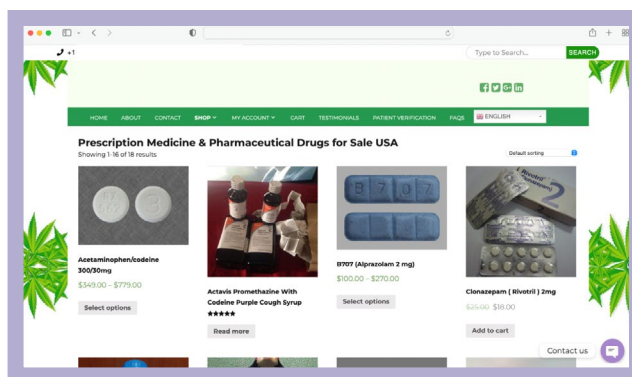 +1
Type to Search...
SEARCH
HOME ABOUT CONTACT SHOP MY ACCOUNT CART TESTIMONIALS PATIENT VERIFICATION FAQS ENGLISH
Prescription Medicine & Pharmaceutical Drugs for Sale USA
Showing 1-16 of 18 results
Default sorting
B707
Rivotril
2
Acetaminophen/codeine
300/30mg
$349.00 – $779.00
Select options
Actavis Promethazine With
Codeine Purple Cough Syrup
Read more
B707 (Alprazolam 2 mg)
$100.00 – $270.00
Select options
Clonazepam ( Rivotril ) 2mg
$25.00 $18.00
Add to cart
Contact us